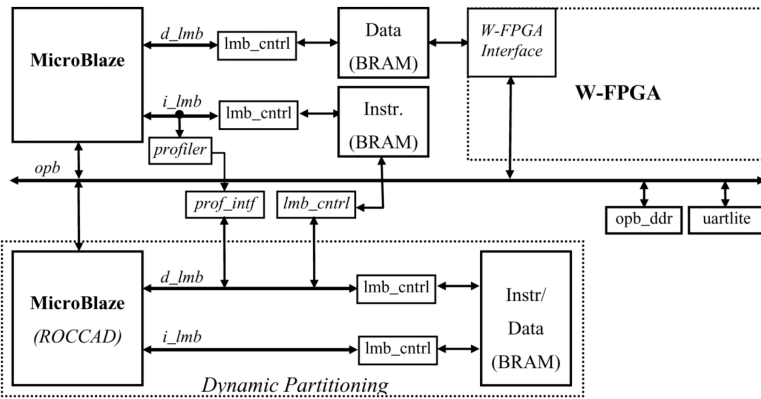 MicroBlaze
d_lmb
lmb_cntrl
Data
(BRAM)
W-FPGA
Interface
W-FPGA
i_lmb
lmb_cntrl
Instr.
(BRAM)
profiler
opb
prof_intf
lmb_cntrl
opb_ddr
uartlite
MicroBlaze
(ROCCAD)
d_lmb
lmb_cntrl
Instr/
Data
(BRAM)
i_lmb
lmb_cntrl
Dynamic Partitioning